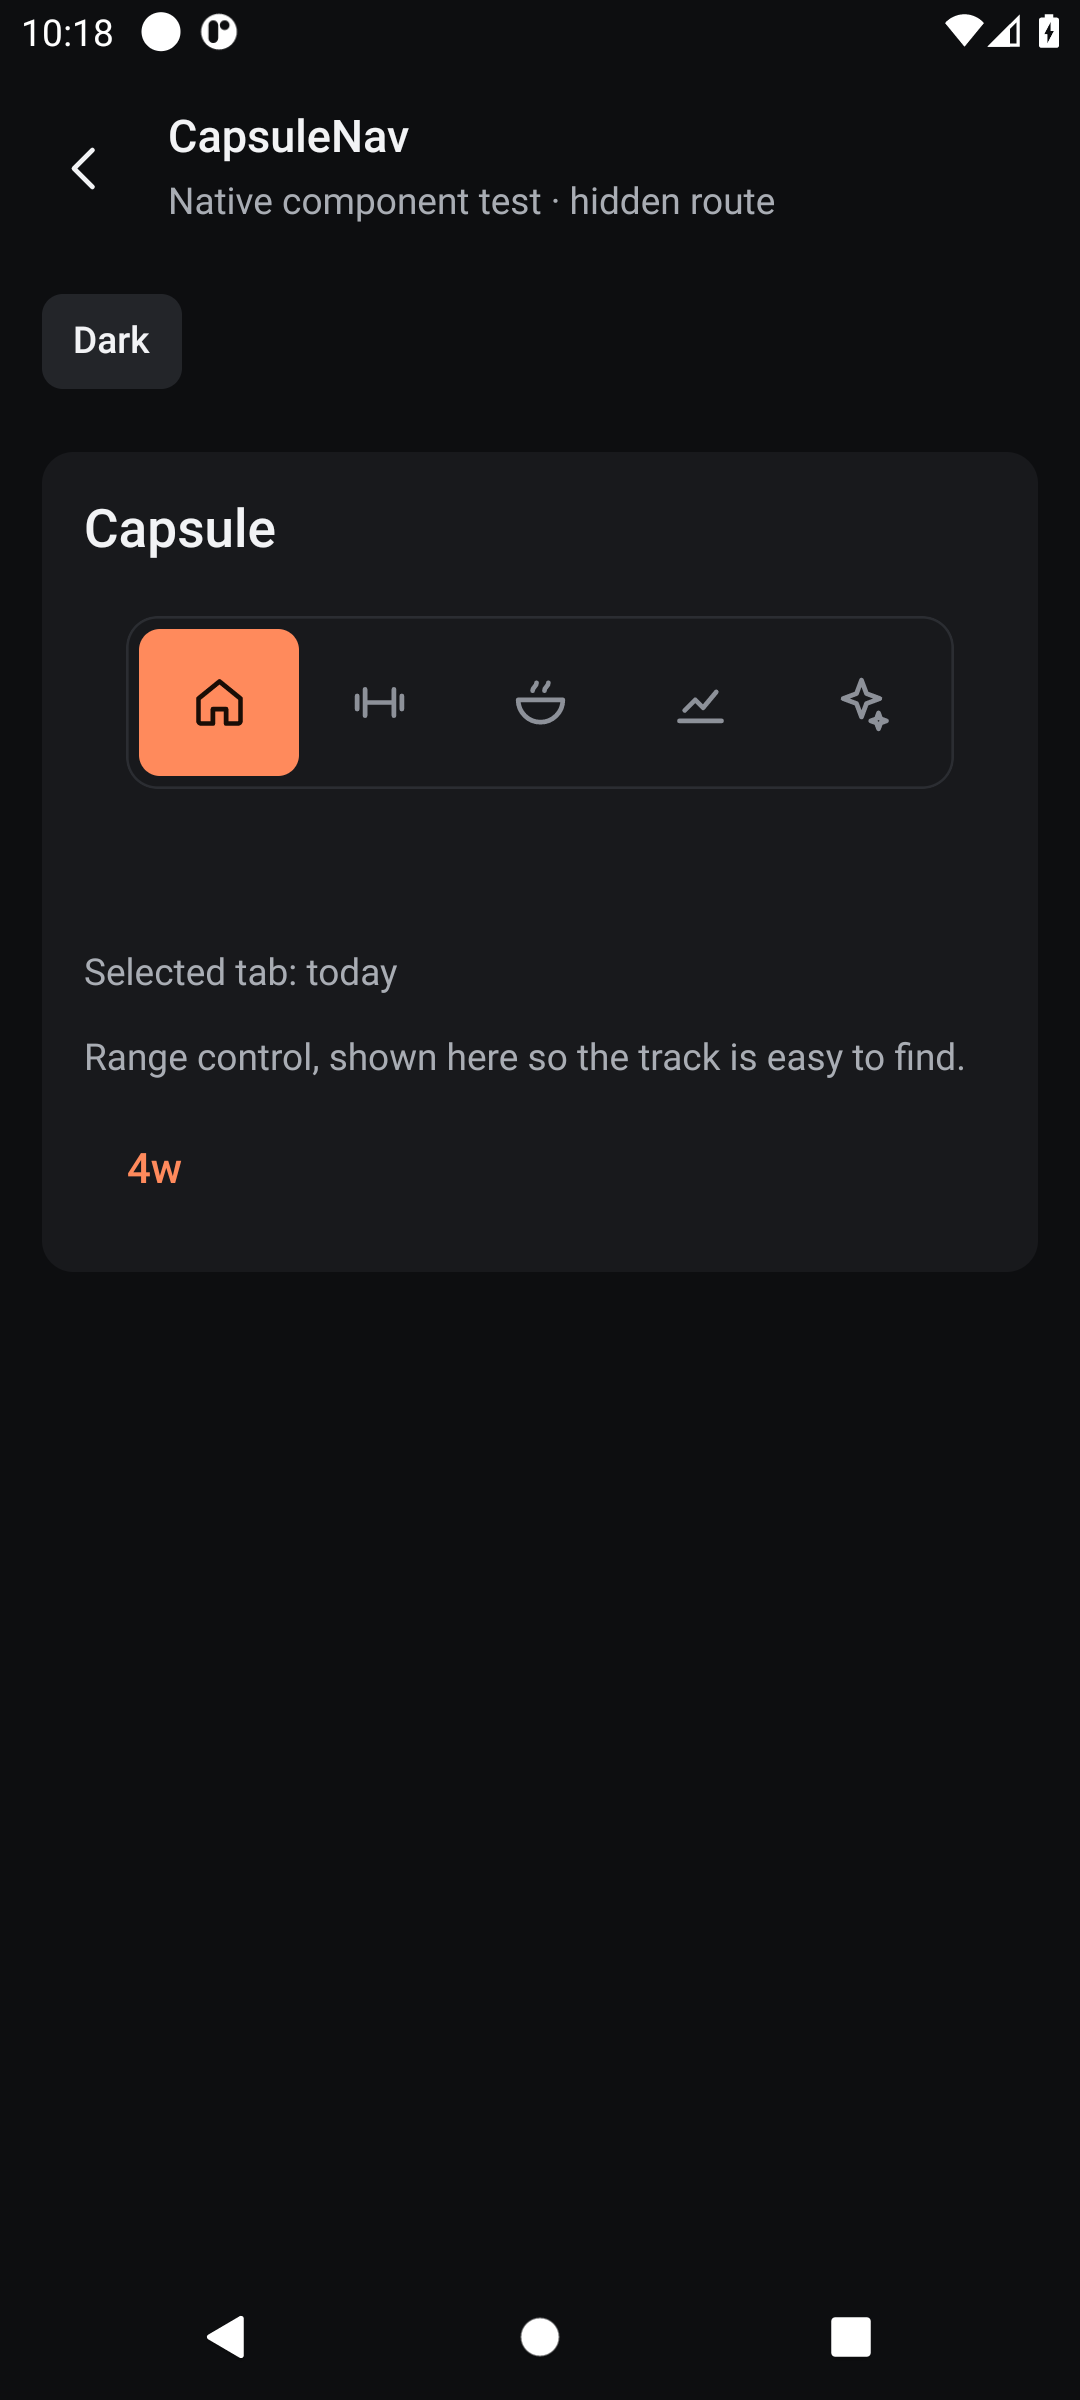 10:18
CapsuleNav
Native component test · hidden route
Dark
Capsule
Selected tab: today
Range control, shown here so the track is easy to find.
4w